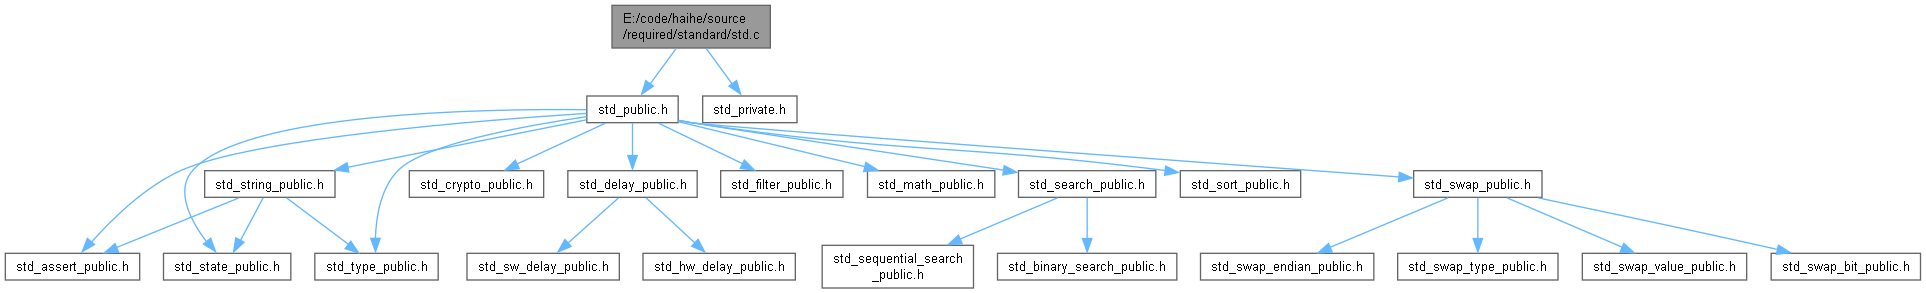 E:/code/haihe/source
/required/standard/std.c
std_public.h
std_private.h
std_string_public.h
std_crypto_public.h
std_delay_public.h
std_filter_public.h
std_math_public.h
std_search_public.h
std_sort_public.h
std_swap_public.h
std_assert_public.h
std_state_public.h
std_type_public.h
std_sw_delay_public.h
std_hw_delay_public.h
std_sequential_search
_public.h
std_binary_search_public.h
std_swap_endian_public.h
std_swap_type_public.h
std_swap_value_public.h
std_swap_bit_public.h